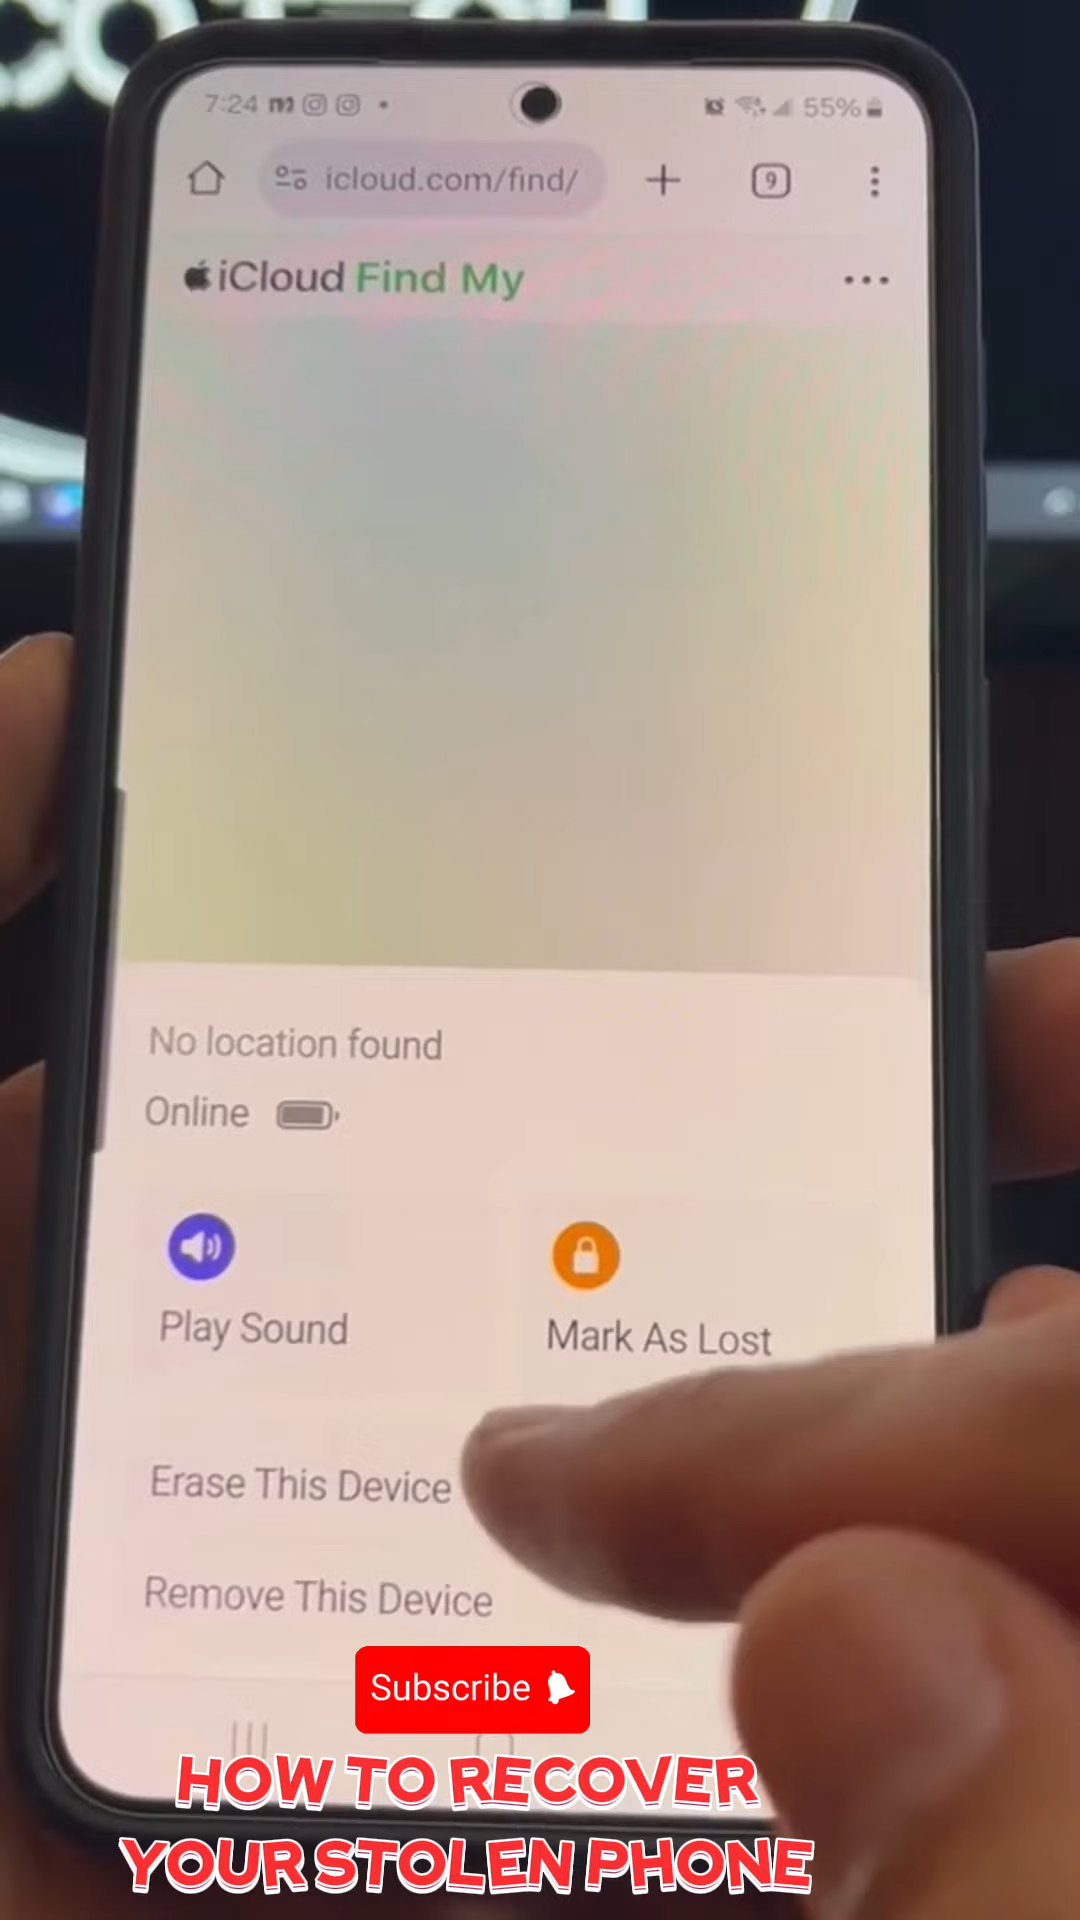 7:24
55%
icloud.com/find/
9
iCloud Find My
No location found
Online
Play Sound
Mark As Lost
Erase This Device
Remove This Device
Subscribe
HOW TO RECOVER
YOUR STOLEN PHONE